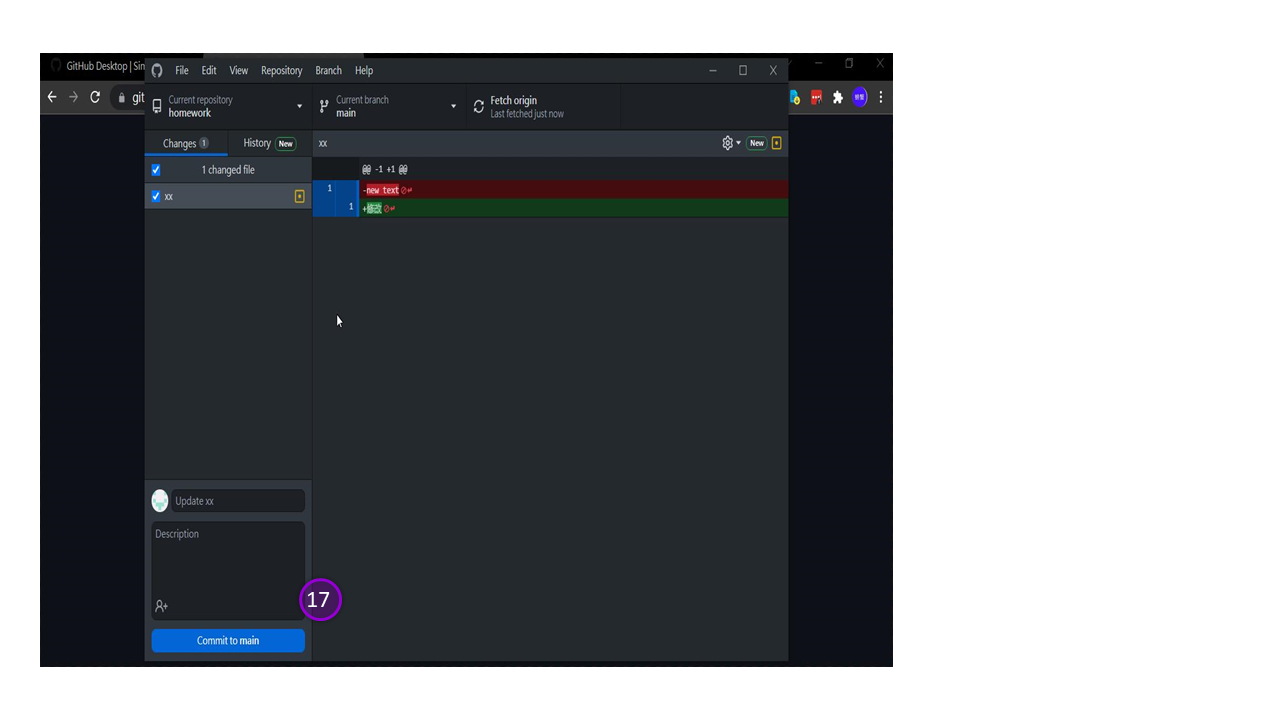 GitHub Desktop | Sin
File Edit View Repository Branch Help
git
Current repository
homework
Current branch
main
Fetch origin
Last fetched just now
Changes 1
History New
xx
New
1 changed file
@@ -1 +1 @@
xx
1 -new text
1 +修改
Update xx
Description
17
Commit to main